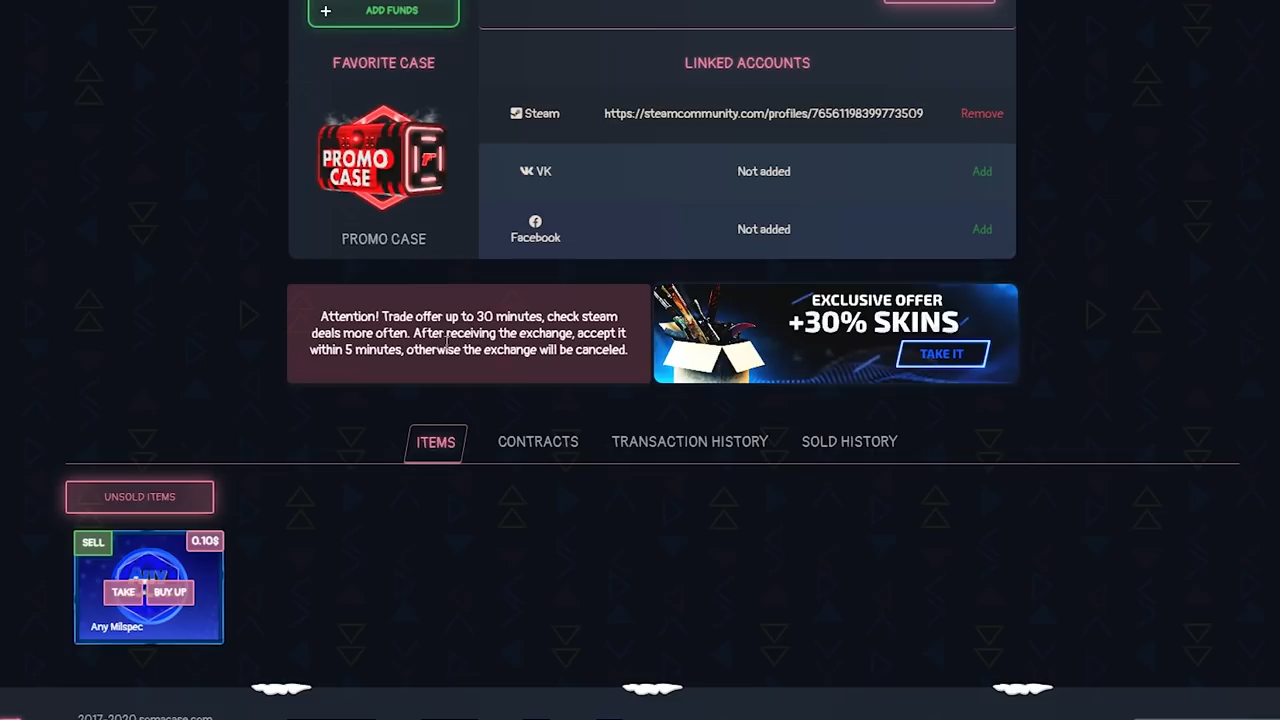 + ADD FUNDS
FAVORITE CASE
PROMO
CASE
PROMO CASE
LINKED ACCOUNTS
Steam https://steamcommunity.com/profiles/76561198399773509 Remove
VK Not added Add
Facebook Not added Add
Attention! Trade offer up to 30 minutes, check steam
deals more often. After receiving the exchange, accept it
within 5 minutes, otherwise the exchange will be canceled.
EXCLUSIVE OFFER
+30% SKINS
TAKE IT
ITEMS CONTRACTS TRANSACTION HISTORY SOLD HISTORY
UNSOLD ITEMS
SELL 0.10$
TAKE BUY UP
Any Milspec